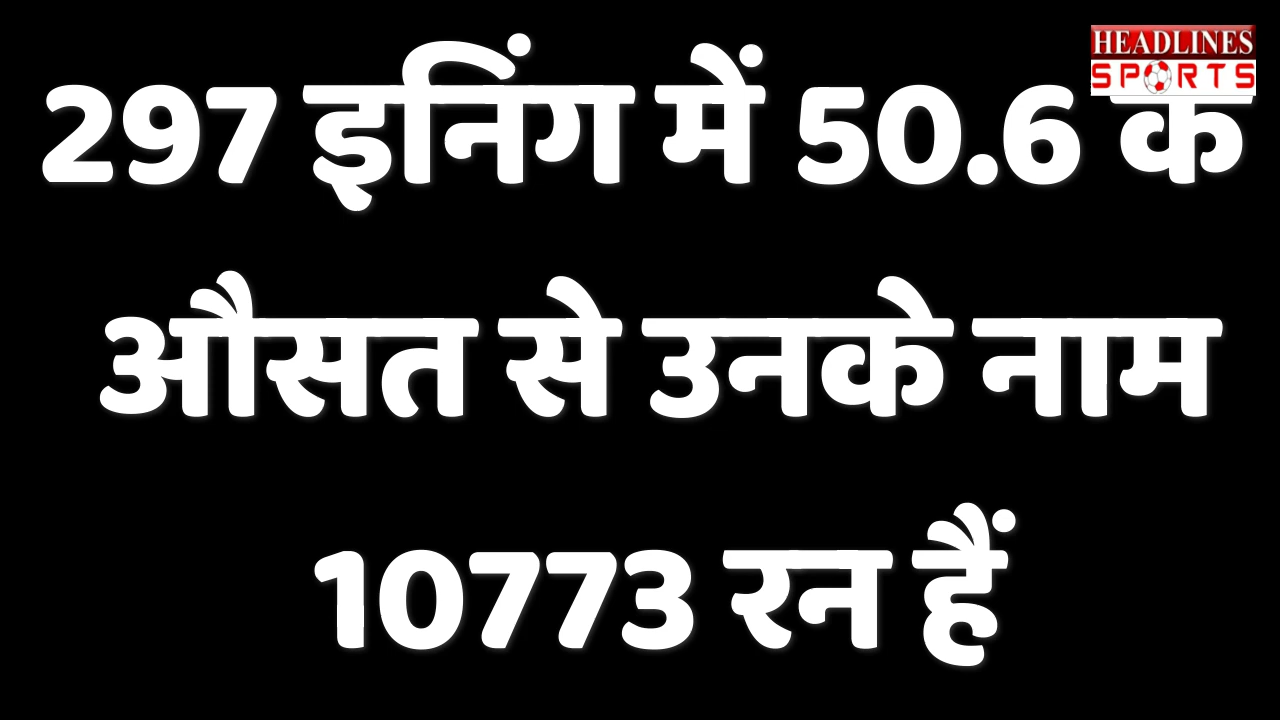 HEADLINES
SPORTS
297 इनिंग में 50.6 के
औसत से उनके नाम
10773 रन हैं